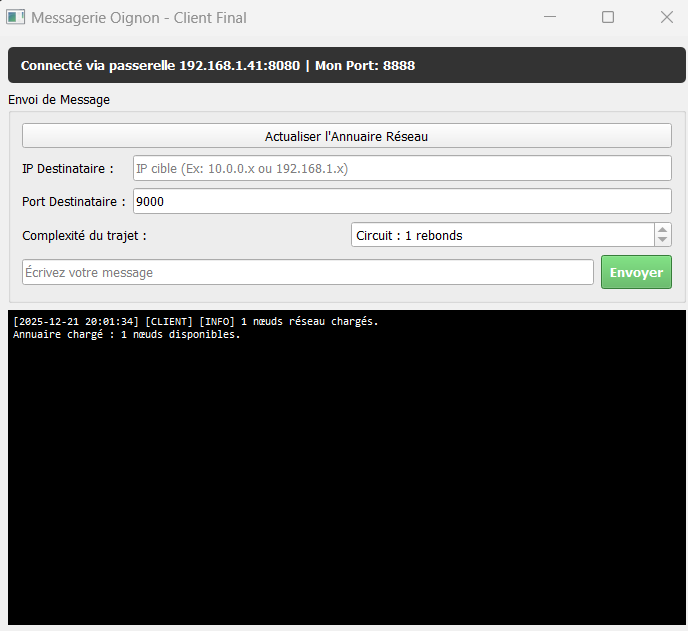 Messagerie Oignon - Client Final
Connecté via passerelle 192.168.1.41:8080 | Mon Port: 8888
Envoi de Message
Actualiser l'Annuaire Réseau
IP Destinataire :
IP cible (Ex: 10.0.0.x ou 192.168.1.x)
Port Destinataire :
9000
Complexité du trajet :
Circuit : 1 rebonds
Écrivez votre message
Envoyer
[2025-12-21 20:01:34] [CLIENT] [INFO] 1 nœuds réseau chargés.
Annuaire chargé : 1 nœuds disponibles.